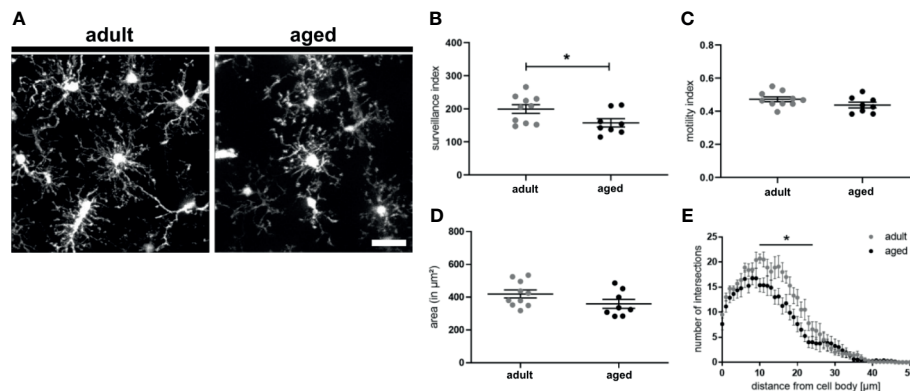 A
adult
aged
B
surveillance index
400
300
200
100
0
*
adult
aged
C
motility index
0.6
0.4
0.2
0.0
adult
aged
D
area (in µm²)
800
600
400
200
0
adult
aged
E
adult
aged
number of intersections
25
20
15
10
5
0
*
0
10
20
30
40
50
distance from cell body [µm]